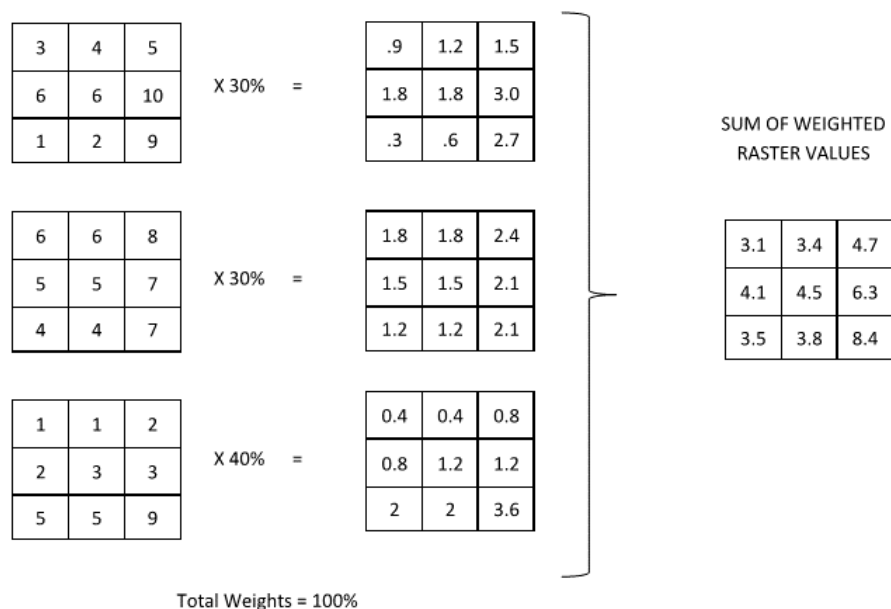 3 4 5
6 6 10
1 2 9
X 30% =
.9 1.2 1.5
1.8 1.8 3.0
.3 .6 2.7
6 6 8
5 5 7
4 4 7
X 30% =
1.8 1.8 2.4
1.5 1.5 2.1
1.2 1.2 2.1
1 1 2
2 3 3
5 5 9
X 40% =
0.4 0.4 0.8
0.8 1.2 1.2
2 2 3.6
SUM OF WEIGHTED
RASTER VALUES
3.1 3.4 4.7
4.1 4.5 6.3
3.5 3.8 8.4
Total Weights = 100%